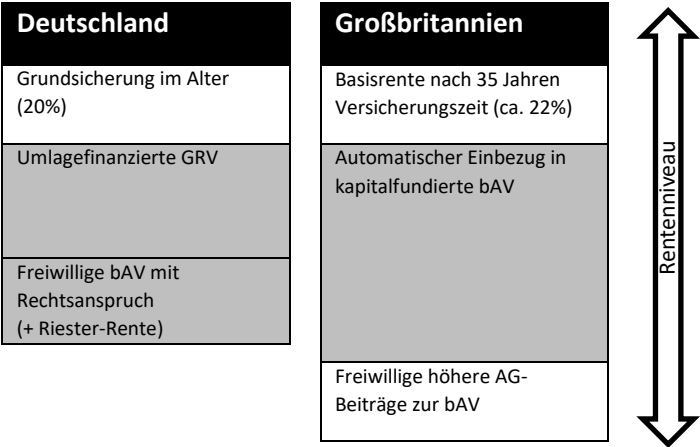 Deutschland
Grundsicherung im Alter
(20%)
Umlagefinanzierte GRV
Freiwillige bAV mit
Rechtsanspruch
(+ Riester-Rente)
Großbritannien
Basisrente nach 35 Jahren
Versicherungszeit (ca. 22%)
Automatischer Einbezug in
kapitalfundierte bAV
Freiwillige höhere AG-
Beiträge zur bAV
Rentenniveau